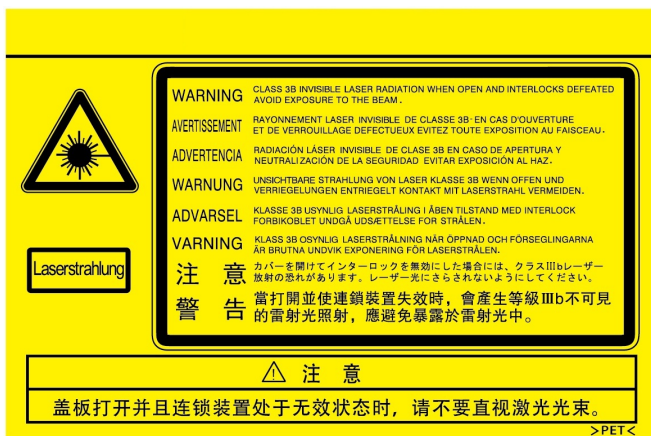 WARNING CLASS 3B INVISIBLE LASER RADIATION WHEN OPEN AND INTERLOCKS DEFEATED
AVOID EXPOSURE TO THE BEAM.
AVERTISSEMENT RAYONNEMENT LASER INVISIBLE DE CLASSE 3B· EN CAS D'OUVERTURE
ET DE VERROUILLAGE DEFECTUEUX EVITEZ TOUTE EXPOSITION AU FAISCEAU.
ADVERTENCIA RADIACIÓN LÁSER INVISIBLE DE CLASE 3B EN CASO DE APERTURA Y
NEUTRALIZACIÓN DE LA SEGURIDAD EVITAR EXPOSICIÓN AL HAZ.
WARNUNG UNSICHTBARE STRAHLUNG VON LASER KLASSE 3B WENN OFFEN UND
VERRIEGELUNGEN ENTRIEGELT KONTAKT MIT LASERSTRAHL VERMEIDEN.
ADVARSEL KLASSE 3B USYNLIG LASERSTRÅLING I ÅBEN TILSTAND MED INTERLOCK
FORBIKOBLET UNDGÅ UDSÆTTELSE FOR STRÅLEN.
VARNING KLASS 3B OSYNLIG LASERSTRÅLNING NÄR ÖPPNAD OCH FÖRSEGLINGARNA
ÄR BRUTNA UNDVIK EXPONERING FÖR LASERSTRÅLEN.
注 意 カバーを開けてインターロックを無効にした場合には、クラスⅢbレーザー
放射の恐れがあります。レーザー光にさらされないようにしてください。
警 告 當打開並使連鎖裝置失效時，會產生等級Ⅲb不可見
的雷射光照射，應避免暴露於雷射光中。
Laserstrahlung
⚠ 注 意
盖板打开并且连锁装置处于无效状态时，请不要直视激光光束。
>PET<